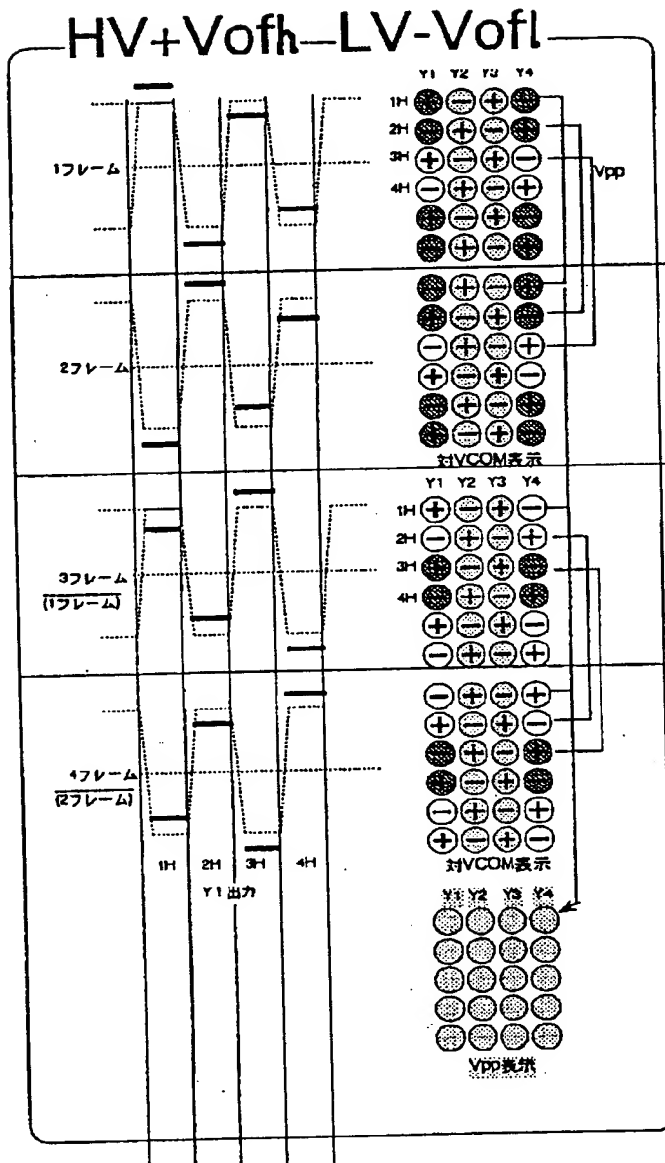 HV+Vofh—LV-Vofl
Y1 Y2 Y3 Y4
1H
2H
3H
4H
Vpp
1フレーム
2フレーム
対VCOM表示
Y1 Y2 Y3 Y4
1H
2H
3H
4H
3フレーム
(1フレーム)
4フレーム
(2フレーム)
対VCOM表示
1H 2H 3H 4H
Y1出力
Y1 Y2 Y3 Y4
Vpp表示